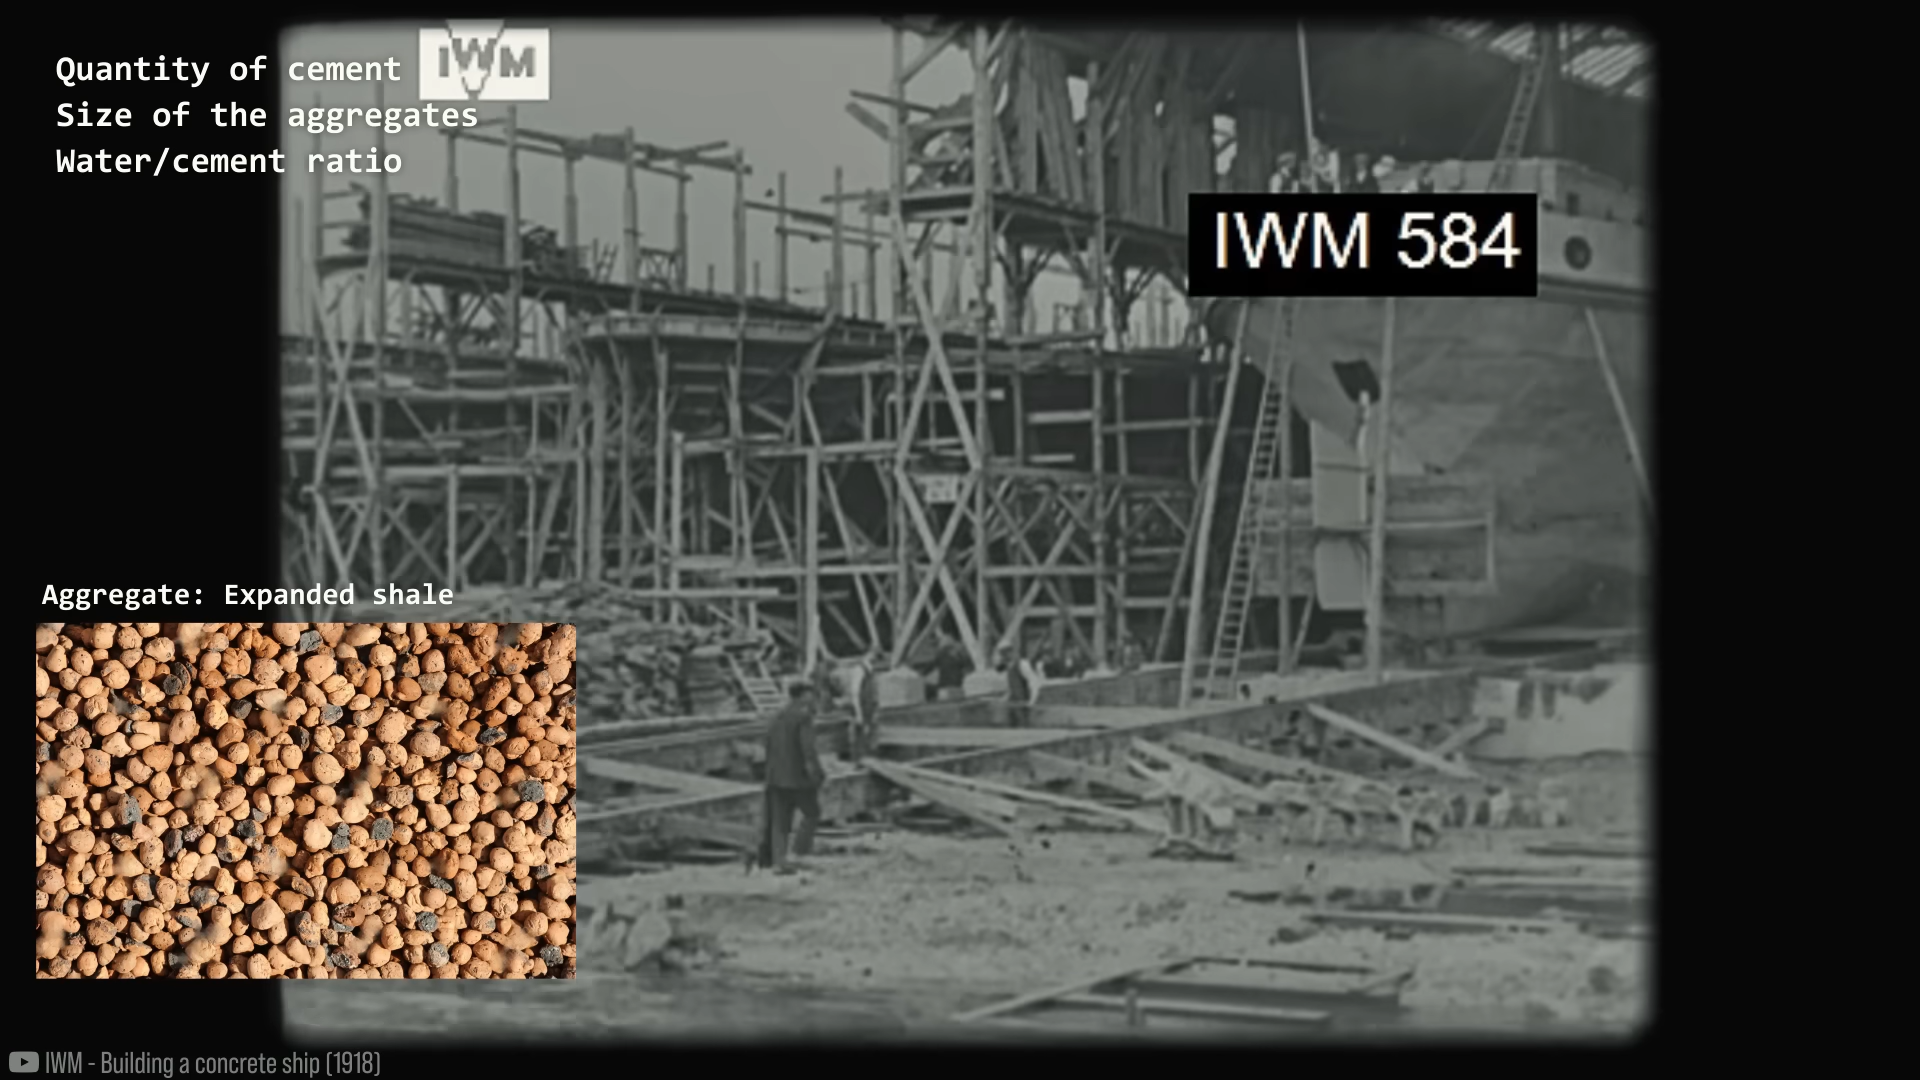 Quantity of cement
IWM
Size of the aggregates
Water/cement ratio
IWM 584
Aggregate: Expanded shale
IWM - Building a concrete ship (1918)